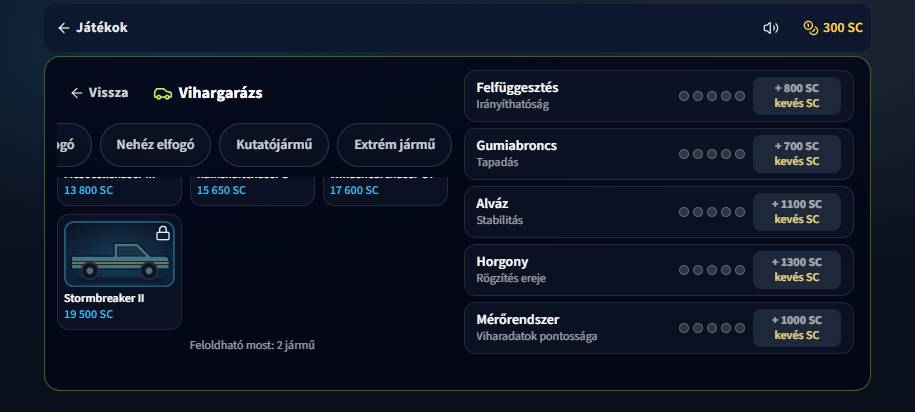 Játékok
300 SC
Vissza
Vihargarázs
Nehéz elfogó
Kutatójármű
Extrém jármű
13 800 SC
15 650 SC
17 600 SC
Stormbreaker II
19 500 SC
Feloldható most: 2 jármű
Felfüggesztés
Irányíthatóság
+ 800 SC
kevés SC
Gumiabroncs
Tapadás
+ 700 SC
kevés SC
Alváz
Stabilitás
+ 1100 SC
kevés SC
Horgony
Rögzítés ereje
+ 1300 SC
kevés SC
Mérőrendszer
Viharadatok pontossága
+ 1000 SC
kevés SC